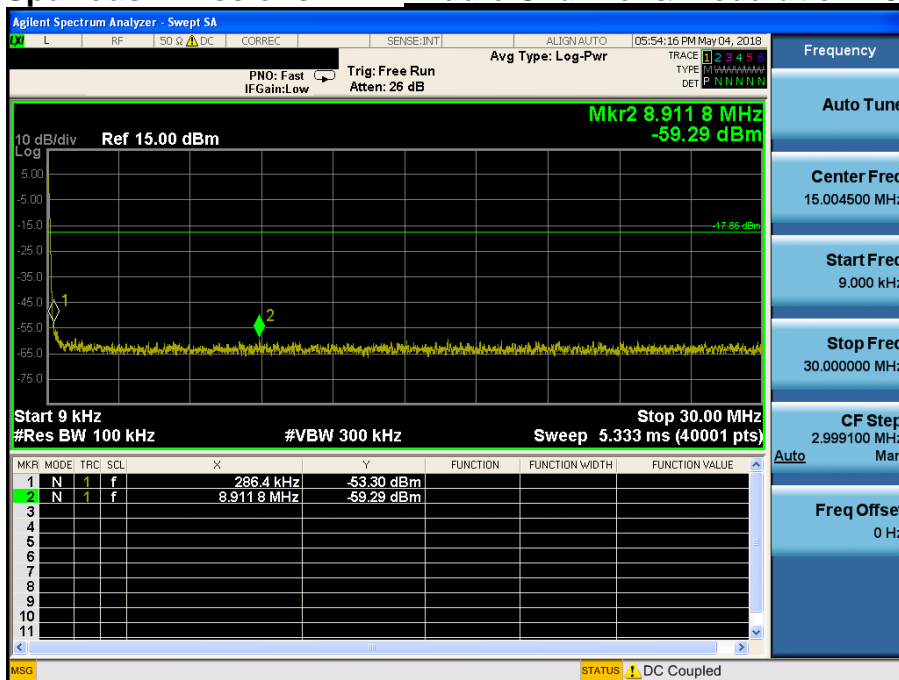 Agilent Spectrum Analyzer - Swept SA
LXI L RF 50 Ω DC CORREC SENSE:INT ALIGN AUTO 05:54:16 PM May 04, 2018
Avg Type: Log-Pwr TRACE 1 2 3 4 5 6
PNO: Fast Trig: Free Run TYPE M
IFGain:Low Atten: 26 dB DET P N N N N N
Mkr2 8.911 8 MHz
-59.29 dBm
10 dB/div Ref 15.00 dBm
Log
5.00
-5.00
-15.0
-17.86 dBm
-25.0
-35.0
-45.0
1
2
-55.0
-65.0
-75.0
Start 9 kHz Stop 30.00 MHz
#Res BW 100 kHz #VBW 300 kHz Sweep 5.333 ms (40001 pts)
MKR MODE TRC SCL X Y FUNCTION FUNCTION WIDTH FUNCTION VALUE
1 N 1 f 286.4 kHz -53.30 dBm
2 N 1 f 8.911 8 MHz -59.29 dBm
3
4
5
6
7
8
9
10
11
MSG STATUS DC Coupled
Frequency
Auto Tune
Center Freq
15.004500 MHz
Start Freq
9.000 kHz
Stop Freq
30.000000 MHz
CF Step
2.999100 MHz
Auto Man
Freq Offset
0 Hz